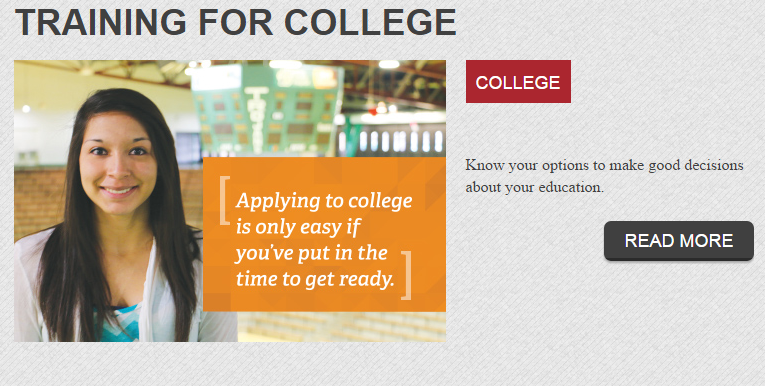 TRAINING FOR COLLEGE
COLLEGE
[Applying to college
is only easy if
you've put in the
time to get ready.]
Know your options to make good decisions
about your education.
READ MORE